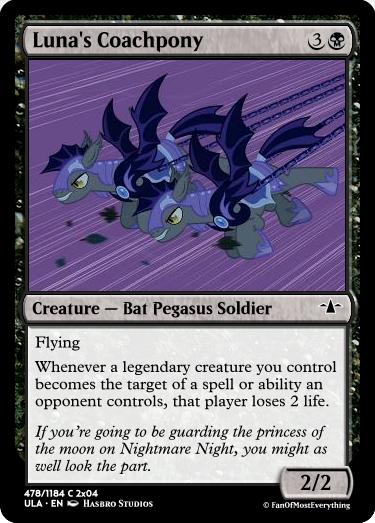 Luna's Coachpony 3
Creature — Bat Pegasus Soldier
Flying
Whenever a legendary creature you control
becomes the target of a spell or ability an
opponent controls, that player loses 2 life.
If you're going to be guarding the princess of
the moon on Nightmare Night, you might as
well look the part.
2/2
478/1184 C 2x04
ULA • EN Hasbro Studios
© FanOfMostEverything